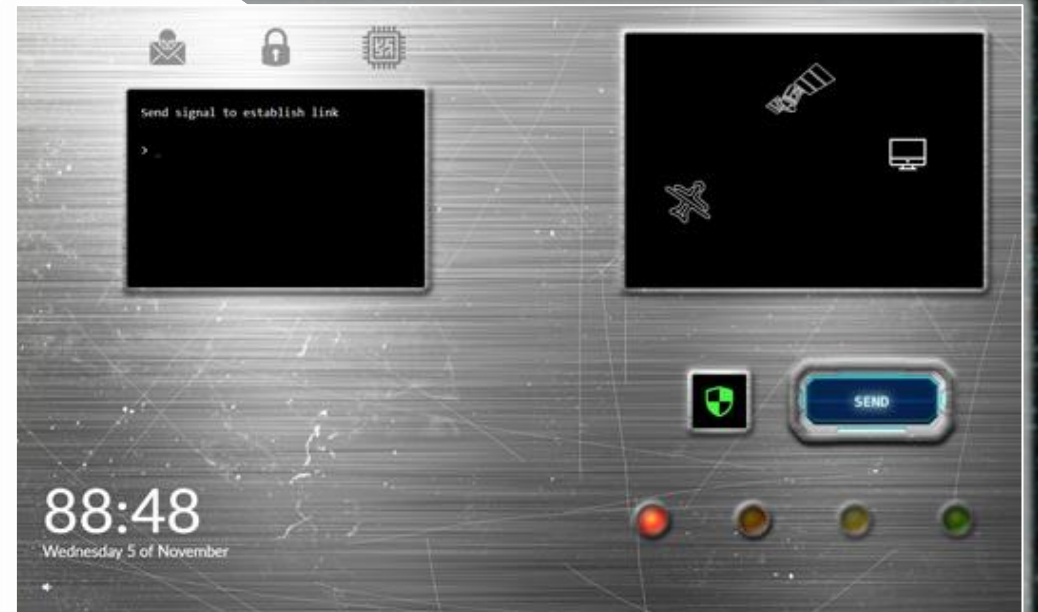 Send signal to establish link
> _
SEND
88:48
Wednesday 5 of November